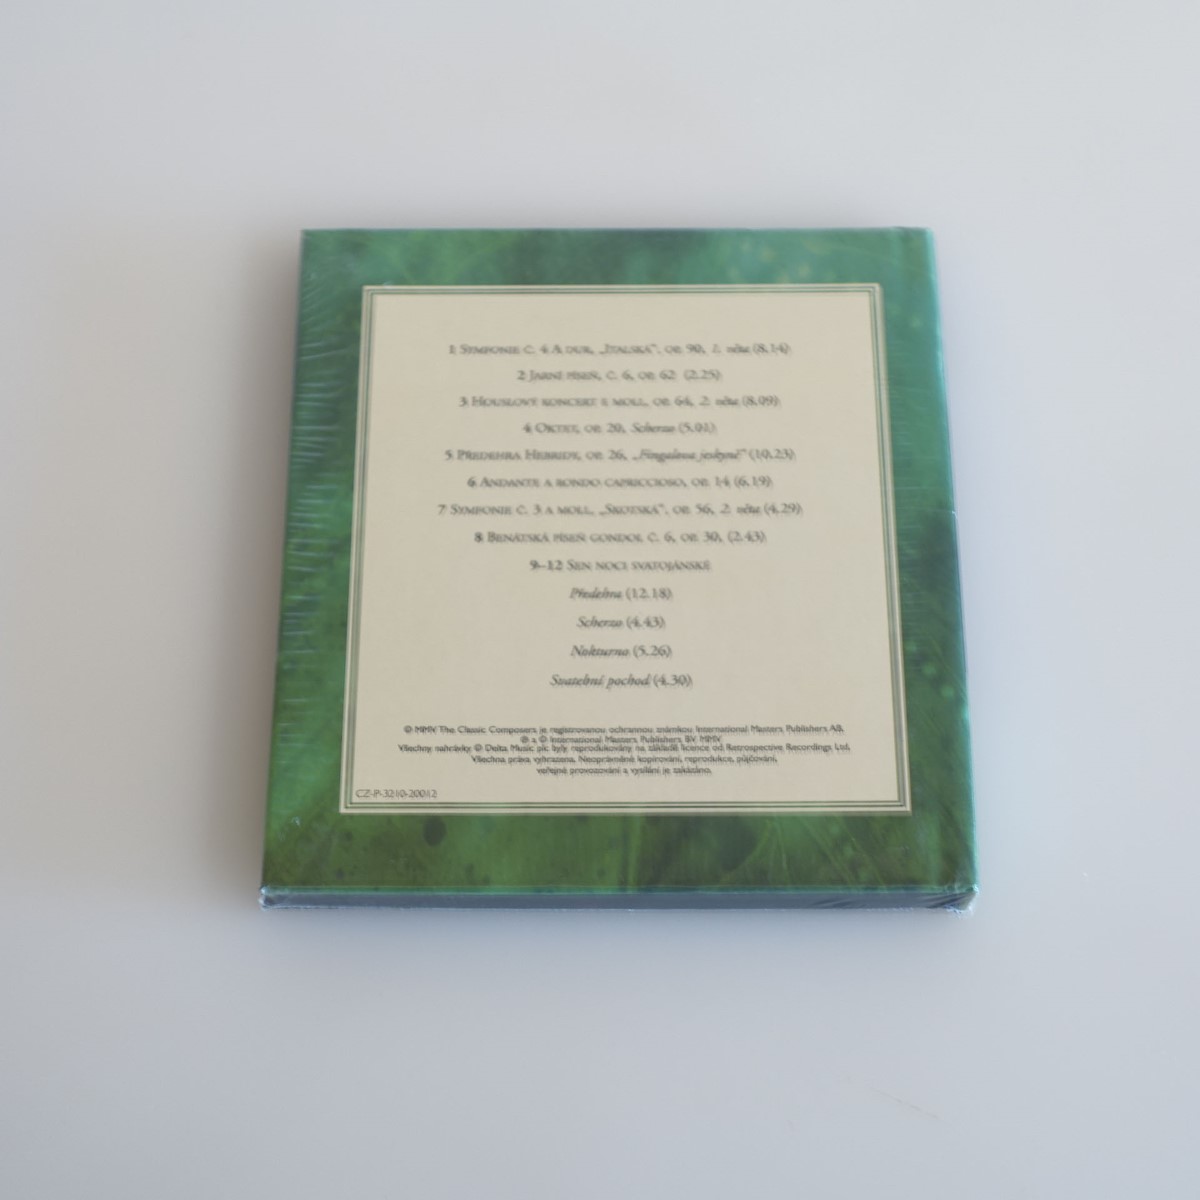 1 Symfonie č. 4 A dur, „Italská“, op. 90, 1. věta (8.14)
2 Jarní píseň, č. 6, op. 62 (2.25)
3 Houslový koncert e moll, op. 64, 2. věta (8.09)
4 Oktet, op. 20, Scherzo (5.01)
5 Předehra Hebridy, op. 26, „Fingalova jeskyně“ (10.23)
6 Andante a rondo capriccioso, op. 14 (6.19)
7 Symfonie č. 3 a moll, „Skotská“, op. 56, 2. věta (4.29)
8 Benátská píseň gondol č. 6, op. 30, (2.43)
9–12 Sen noci svatojánské
Předehra (12.18)
Scherzo (4.43)
Nokturno (5.26)
Svatební pochod (4.30)
© MMV The Classic Composers je registrovanou ochrannou známkou International Masters Publishers AB.
℗ a © International Masters Publishers BV MMV
Všechny nahrávky © Delta Music plc byly reprodukovány na základě licence od Retrospective Recordings Ltd.
Všechna práva vyhrazena. Neoprávněné kopírování, reprodukce, půjčování,
veřejné provozování a vysílání je zakázáno.
CZ-P-3210-20012